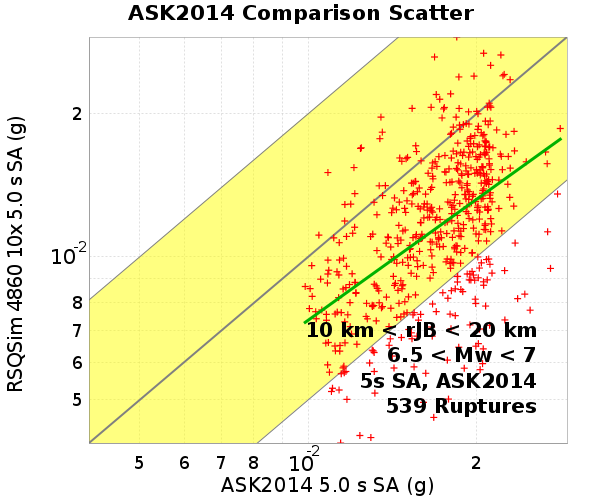 ASK2014 Comparison Scatter
RSQSim 4860 10x 5.0 s SA (g)
2
10-2
8
7
6
5
10 km < rJB < 20 km
6.5 < Mw < 7
5s SA, ASK2014
539 Ruptures
5 6 7 8 10-2 2
ASK2014 5.0 s SA (g)